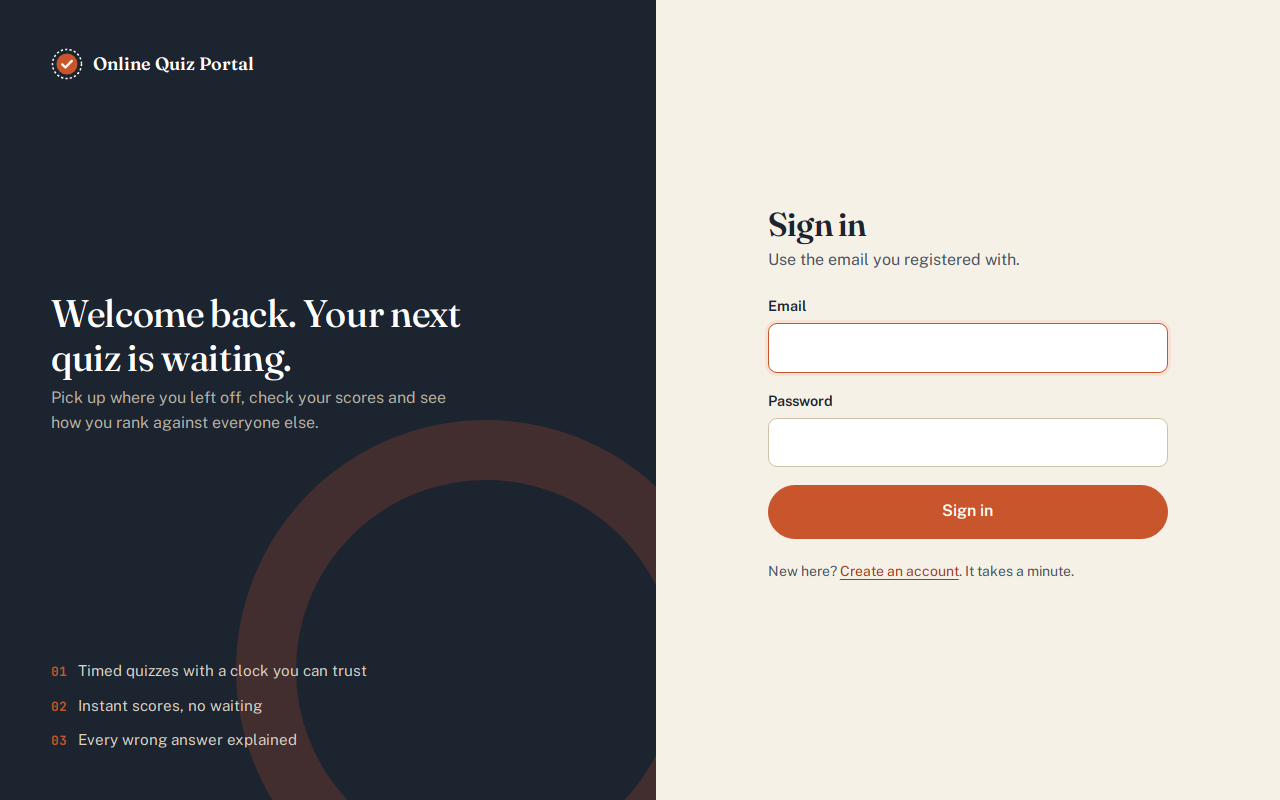 Online Quiz Portal
Welcome back. Your next
quiz is waiting.
Pick up where you left off, check your scores and see
how you rank against everyone else.
01 Timed quizzes with a clock you can trust
02 Instant scores, no waiting
03 Every wrong answer explained
Sign in
Use the email you registered with.
Email
Password
Sign in
New here? Create an account. It takes a minute.